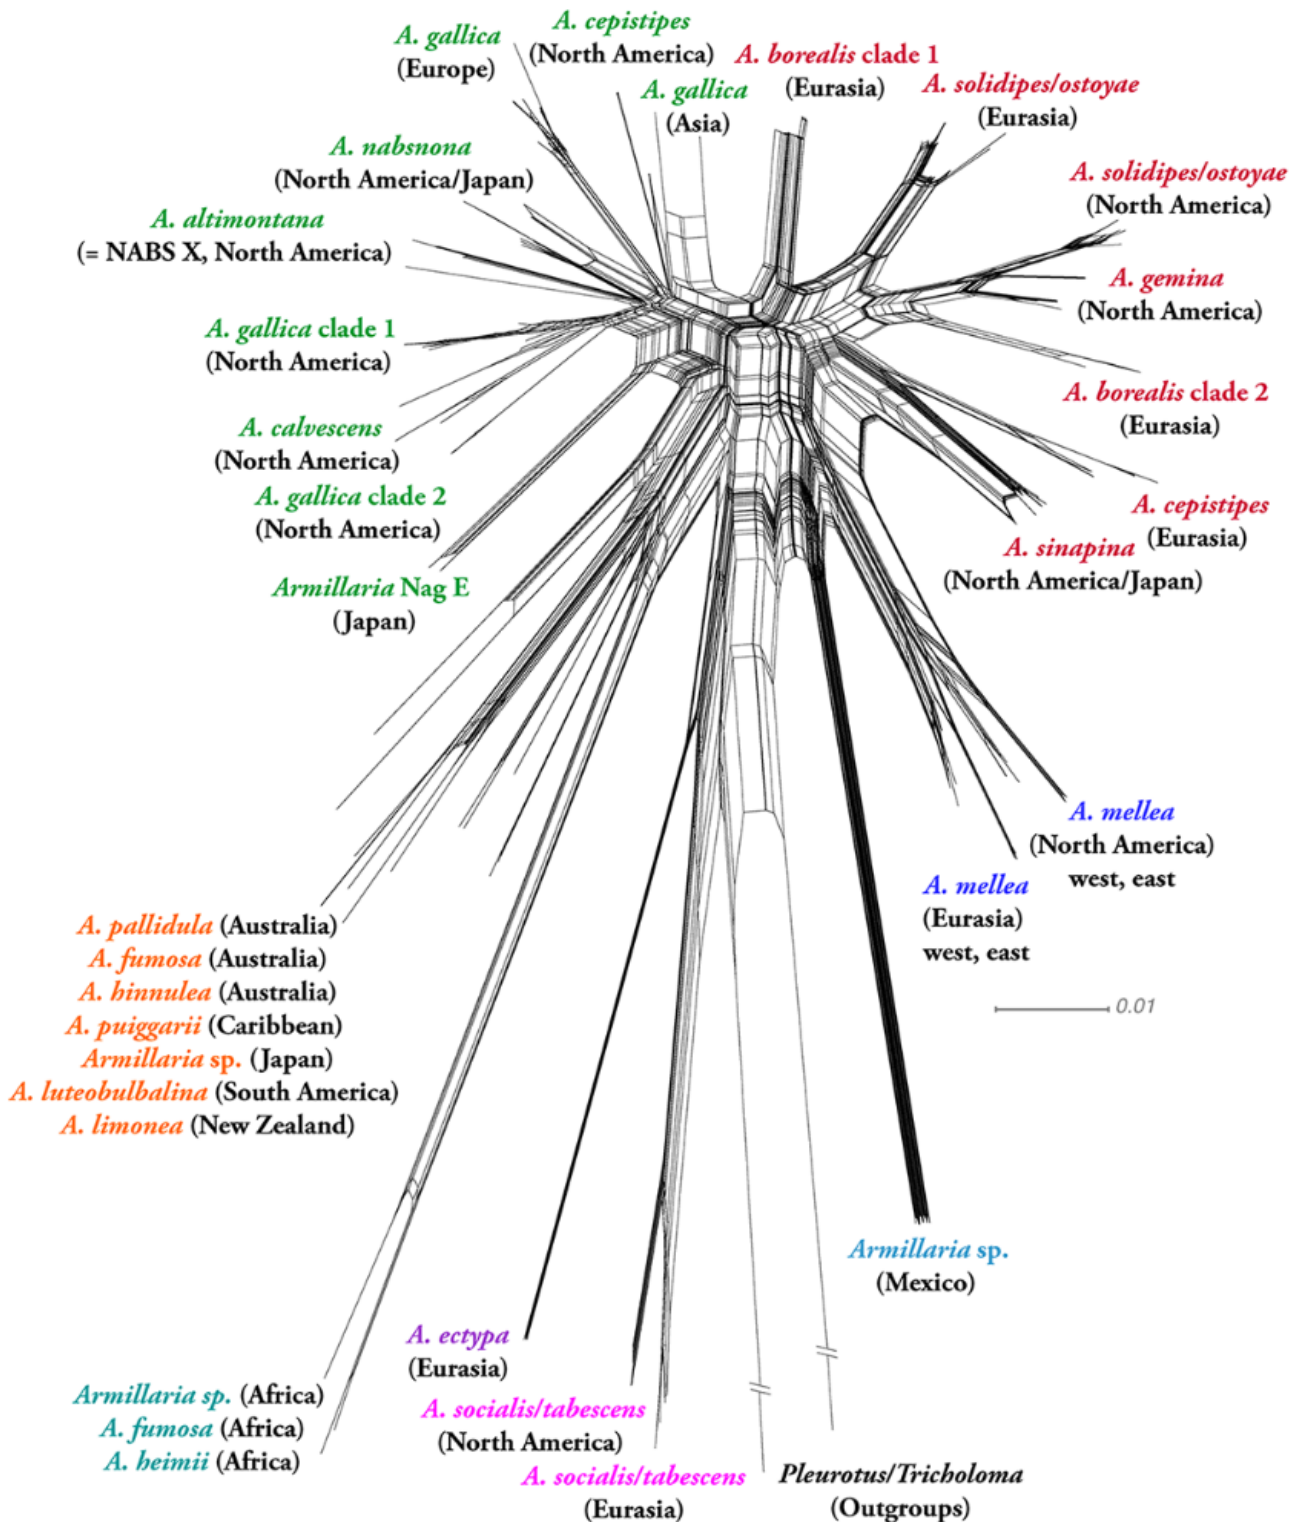 A. gallica
(Europe)
A. cepistipes
(North America)
A. gallica
(Asia)
A. borealis clade 1
(Eurasia)
A. solidipes/ostoyae
(Eurasia)
A. nabsnona
(North America/Japan)
A. solidipes/ostoyae
(North America)
A. altimontana
(= NABS X, North America)
A. gemina
(North America)
A. gallica clade 1
(North America)
A. borealis clade 2
(Eurasia)
A. calvescens
(North America)
A. gallica clade 2
(North America)
A. cepistipes
(Eurasia)
A. sinapina
(North America/Japan)
Armillaria Nag E
(Japan)
A. mellea
(North America)
west, east
A. mellea
(Eurasia)
west, east
A. pallidula (Australia)
A. fumosa (Australia)
A. hinnulea (Australia)
A. puiggarii (Caribbean)
Armillaria sp. (Japan)
A. luteobulbalina (South America)
A. limonea (New Zealand)
0.01
Armillaria sp.
(Mexico)
A. ectypa
(Eurasia)
Armillaria sp. (Africa)
A. fumosa (Africa)
A. heimii (Africa)
A. socialis/tabescens
(North America)
A. socialis/tabescens
(Eurasia)
Pleurotus/Tricholoma
(Outgroups)